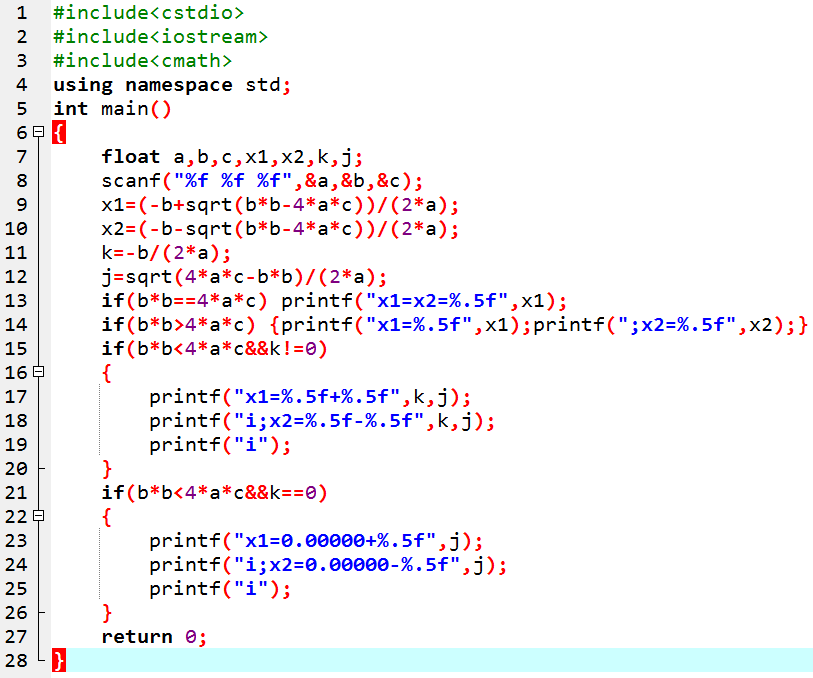 1 #include<cstdio>
2 #include<iostream>
3 #include<cmath>
4 using namespace std;
5 int main()
6 {
7     float a,b,c,x1,x2,k,j;
8     scanf("%f %f %f",&a,&b,&c);
9     x1=(-b+sqrt(b*b-4*a*c))/(2*a);
10     x2=(-b-sqrt(b*b-4*a*c))/(2*a);
11     k=-b/(2*a);
12     j=sqrt(4*a*c-b*b)/(2*a);
13     if(b*b==4*a*c) printf("x1=x2=%.5f",x1);
14     if(b*b>4*a*c) {printf("x1=%.5f",x1);printf(";x2=%.5f",x2);}
15     if(b*b<4*a*c&&k!=0)
16     {
17         printf("x1=%.5f+%.5f",k,j);
18         printf("i;x2=%.5f-%.5f",k,j);
19         printf("i");
20     }
21     if(b*b<4*a*c&&k==0)
22     {
23         printf("x1=0.00000+%.5f",j);
24         printf("i;x2=0.00000-%.5f",j);
25         printf("i");
26     }
27     return 0;
28 }